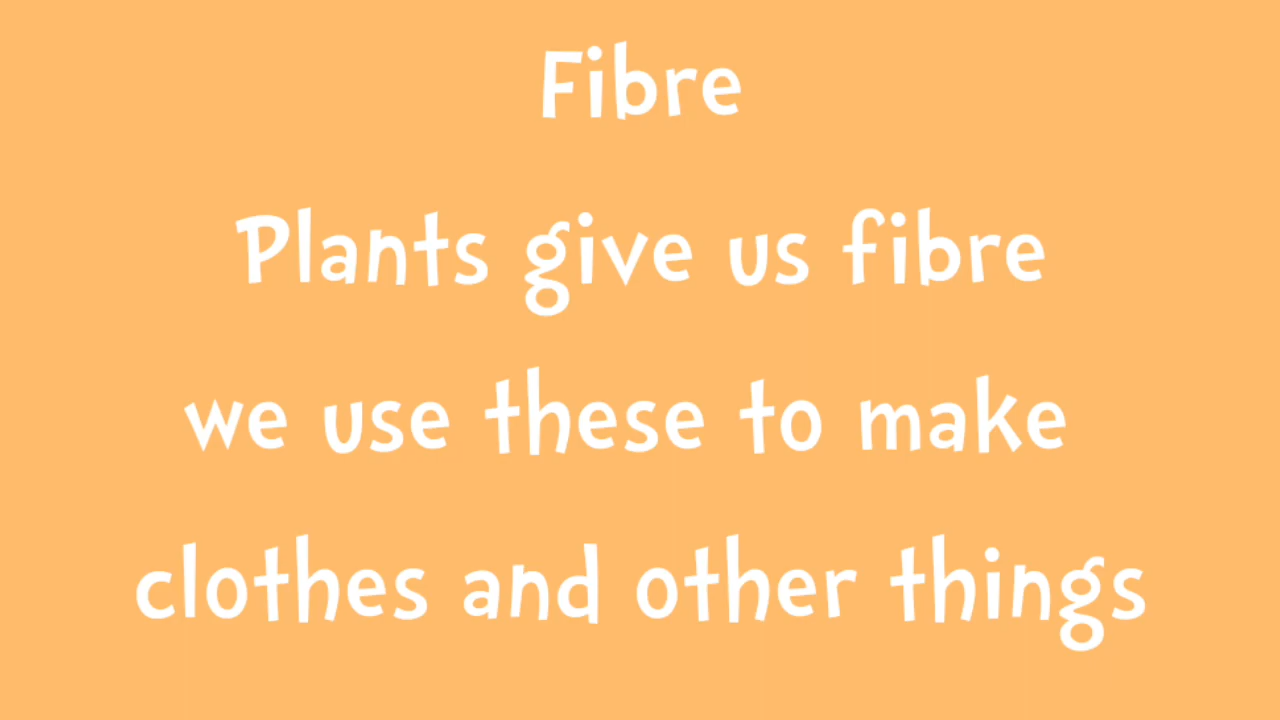 Fibre
Plants give us fibre
we use these to make
clothes and other things